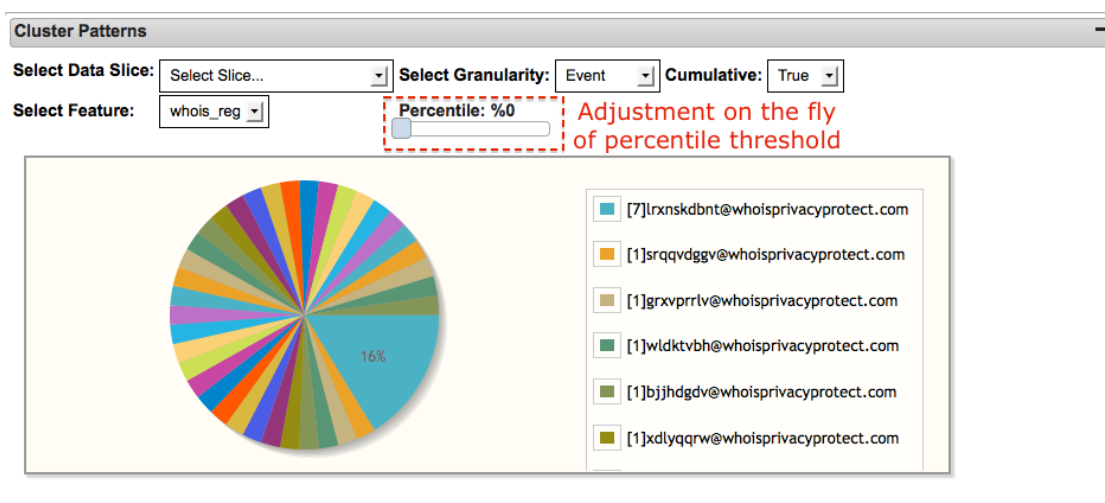 Cluster Patterns
Select Data Slice: Select Slice... Select Granularity: Event Cumulative: True
Select Feature: whois_reg Percentile: %0
Adjustment on the fly
of percentile threshold
16%
[7]lrxnskdbnt@whoisprivacyprotect.com
[1]srqqvdggv@whoisprivacyprotect.com
[1]grxvprrlv@whoisprivacyprotect.com
[1]wldktvbh@whoisprivacyprotect.com
[1]bjjhdgdv@whoisprivacyprotect.com
[1]xdlyqqrw@whoisprivacyprotect.com